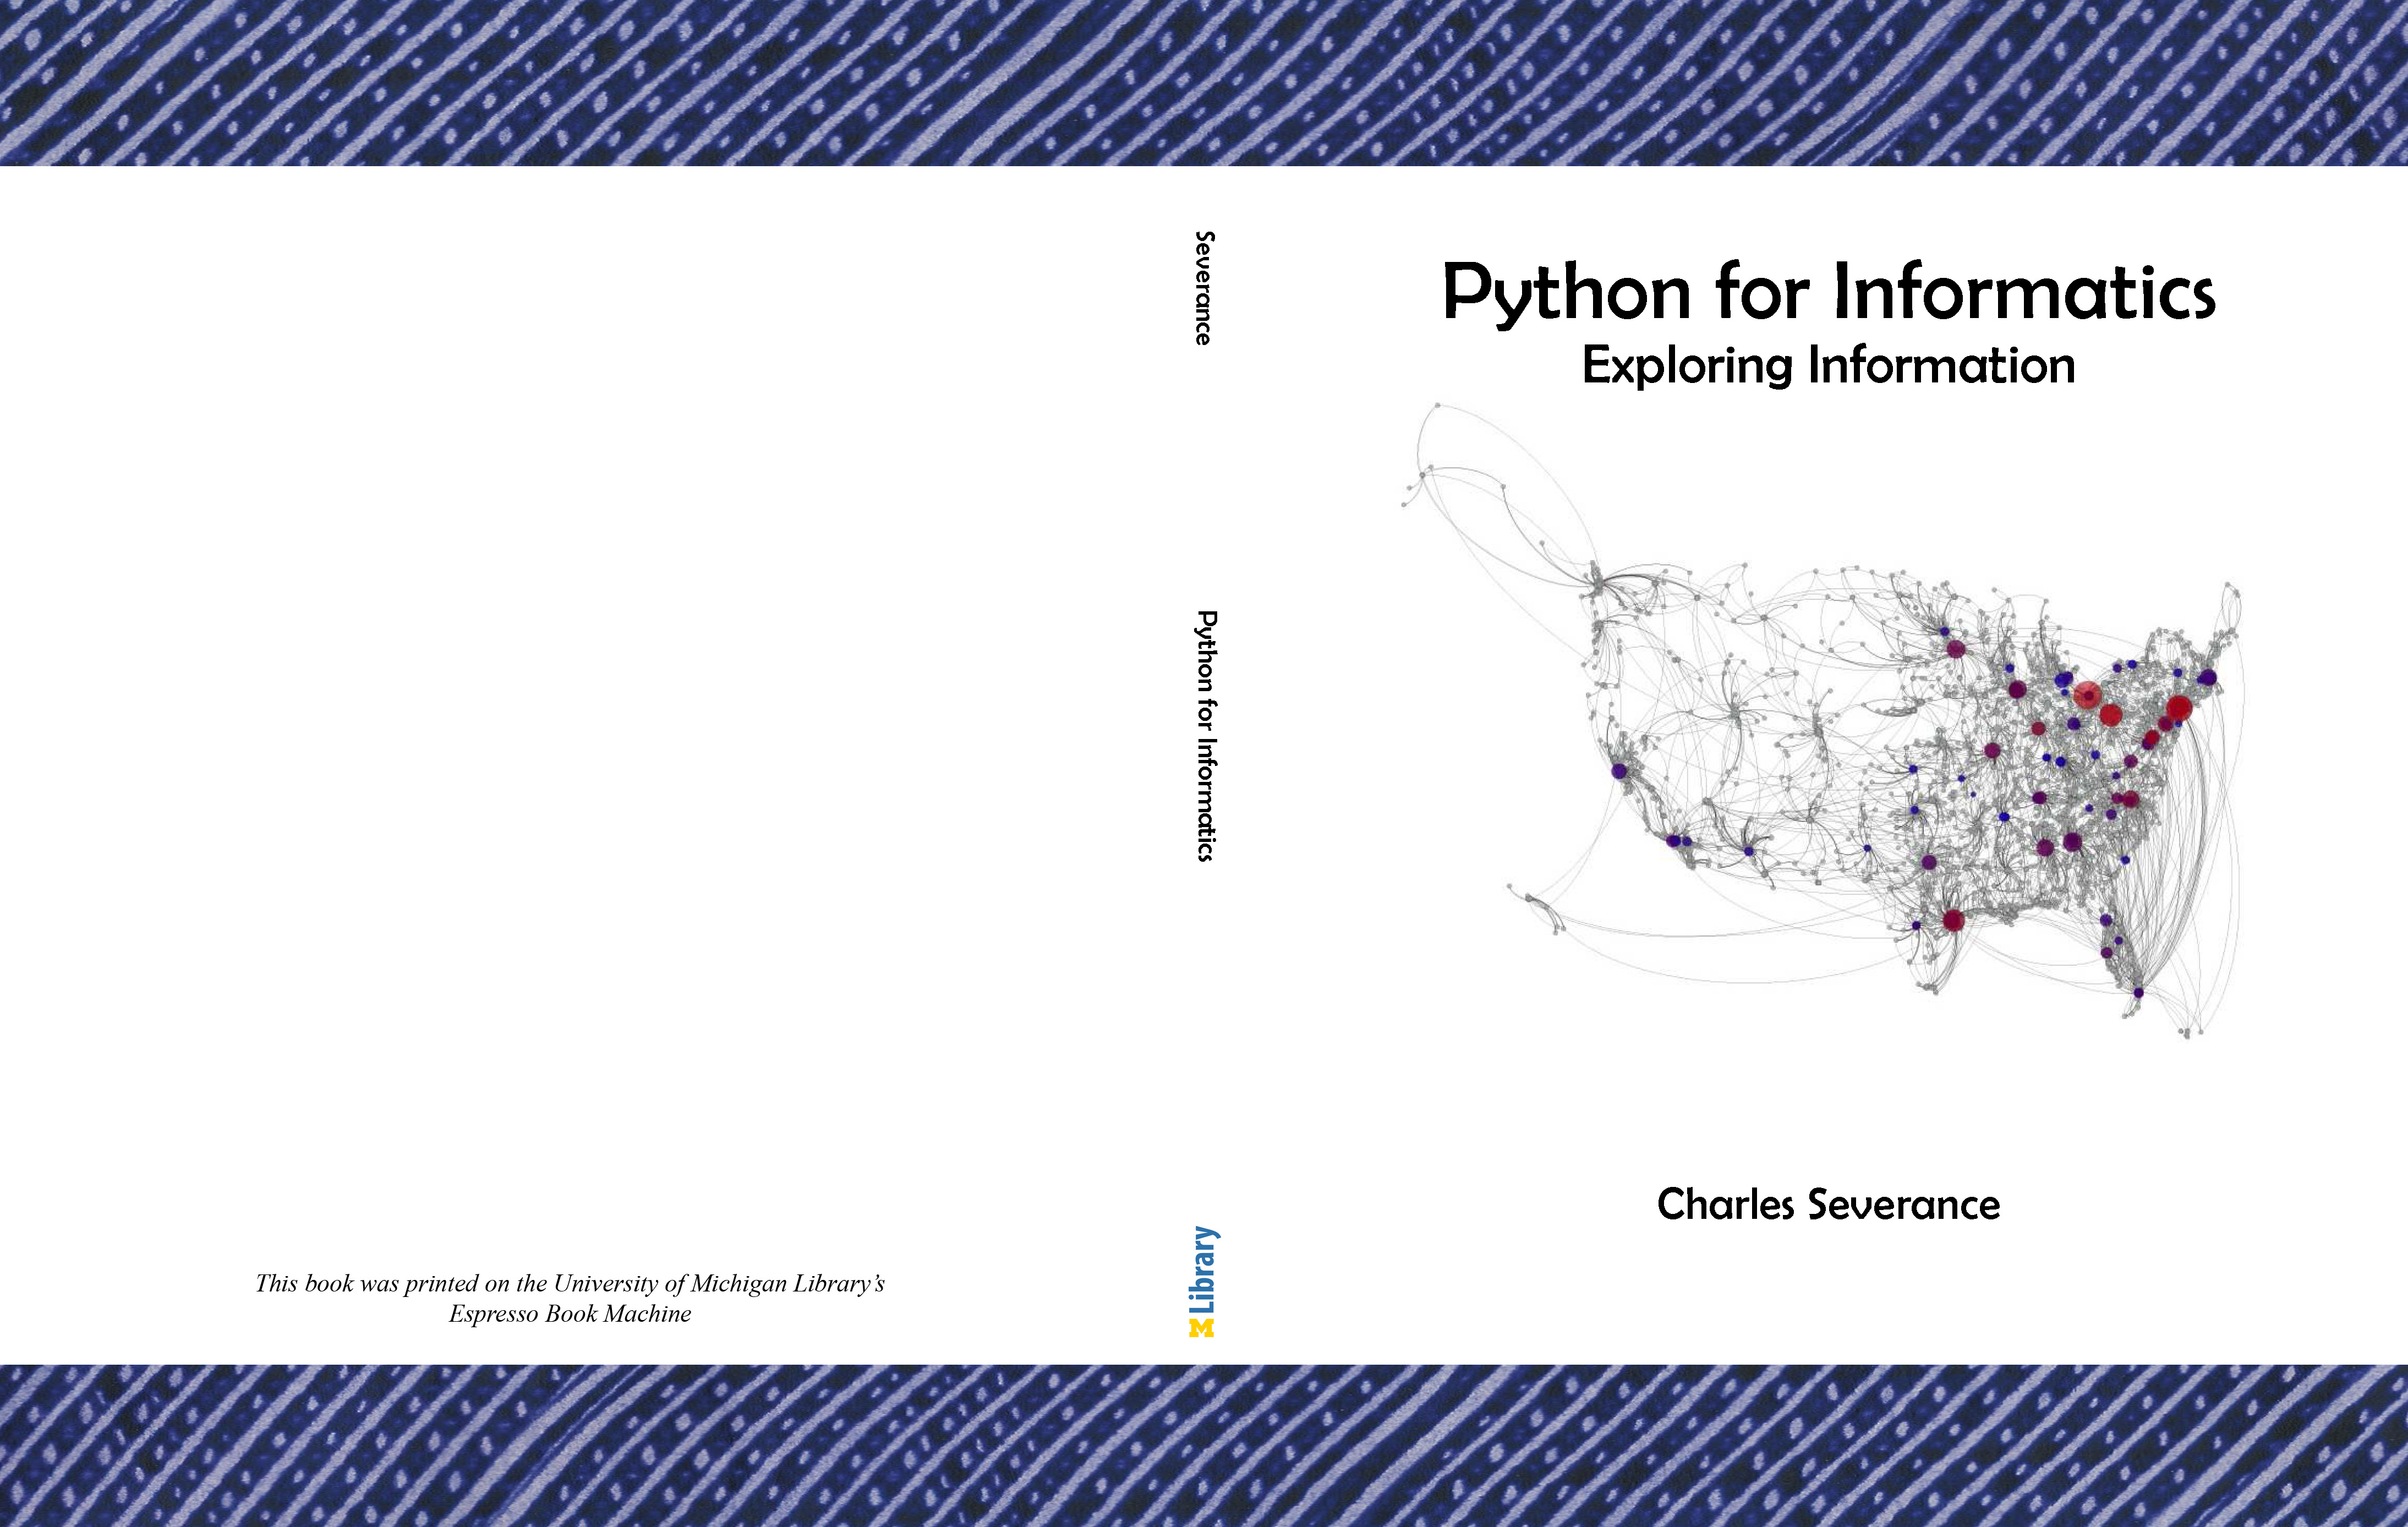 This book was printed on the University of Michigan Library’s
Espresso Book Machine
Severance
Python for Informatics
M Library
Python for Informatics
Exploring Information
Charles Severance